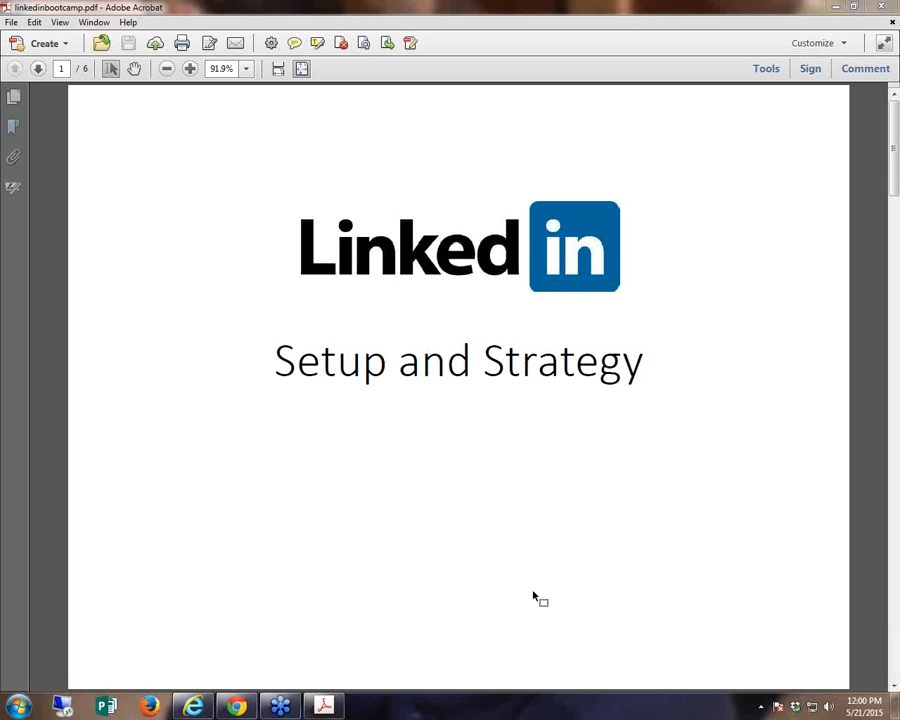 linkedinbootcamp.pdf - Adobe Acrobat
File Edit View Window Help
Create Customize
1 / 6 91.9% Tools Sign Comment
Linked in
Setup and Strategy
12:00 PM
5/21/2015